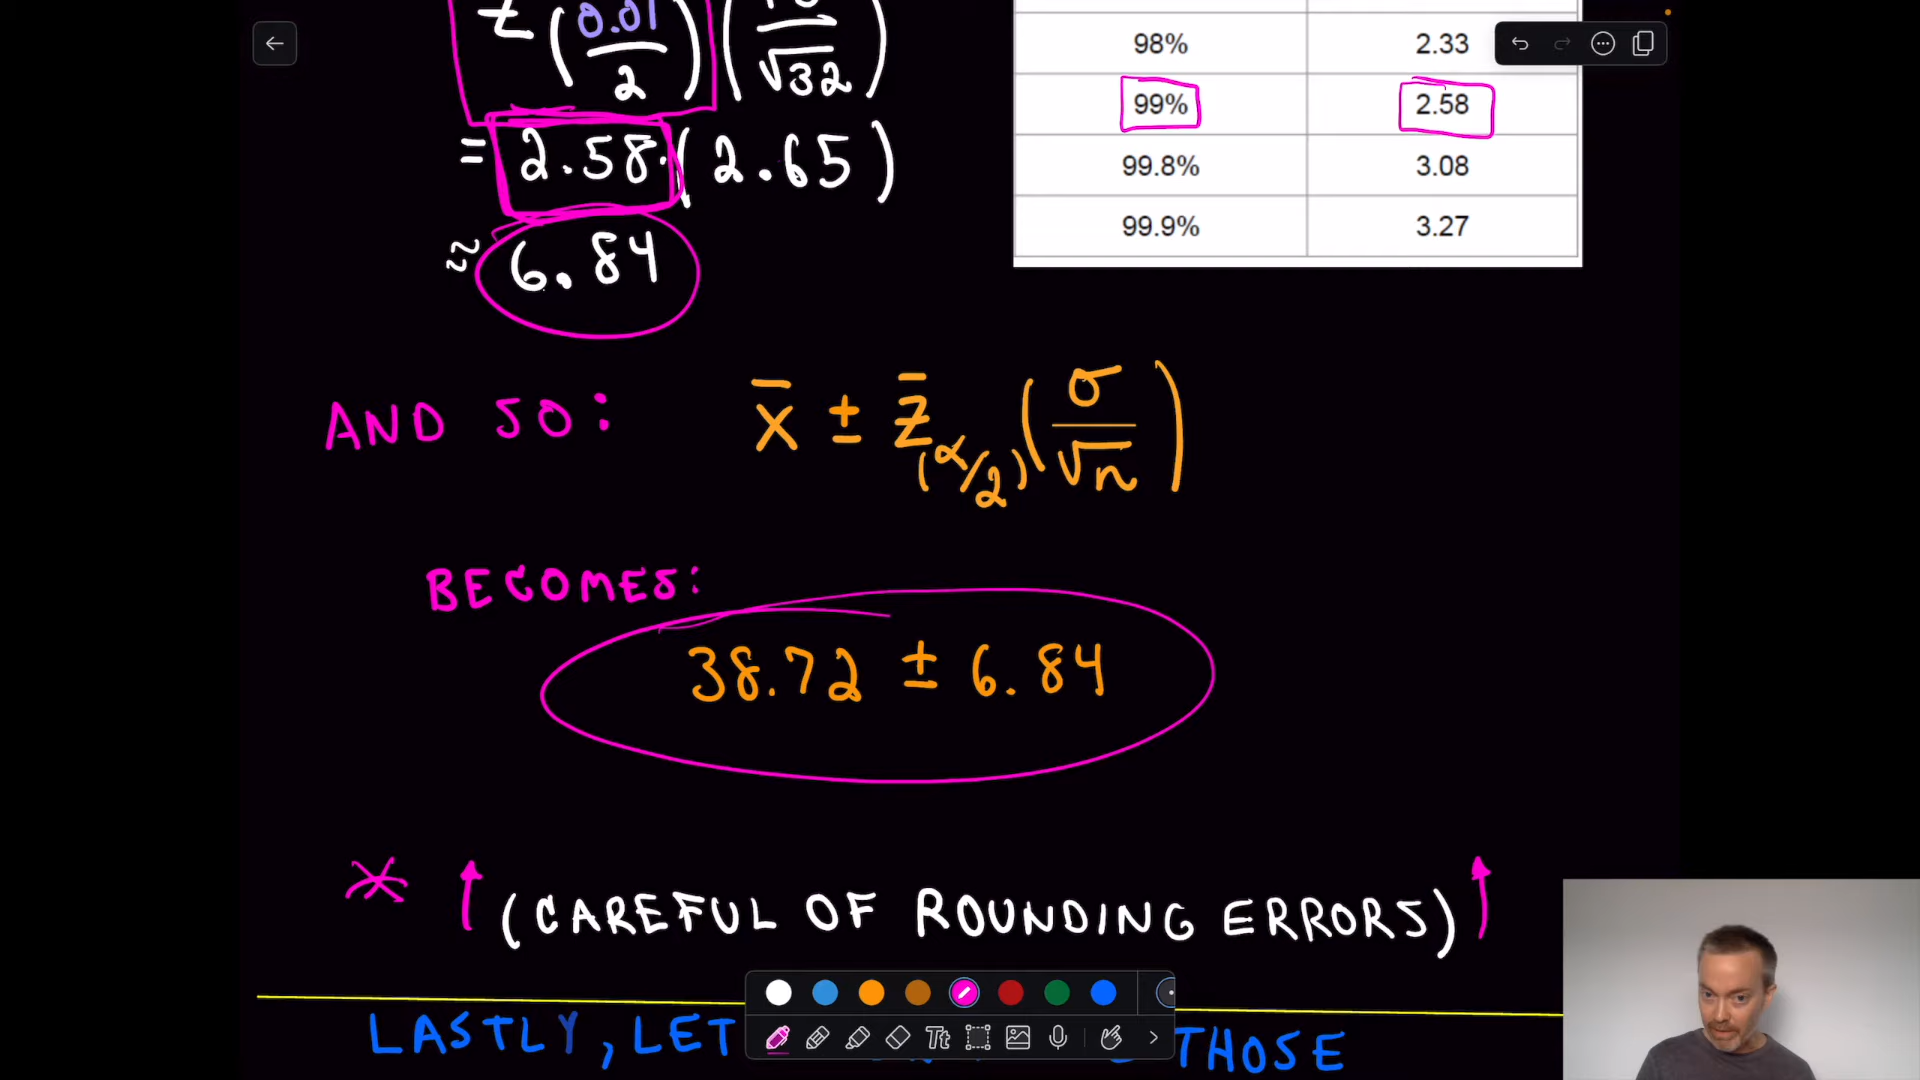 z (0.01/2) ( /√32)
= 2.58 · (2.65)
≈ 6.84
98% 2.33
99% 2.58
99.8% 3.08
99.9% 3.27
AND SO: x̄ ± z̄(α/2) (σ/√n)
BECOMES:
38.72 ± 6.84
* ↑ (CAREFUL OF ROUNDING ERRORS) ↑
LASTLY, LET THOSE
Tt